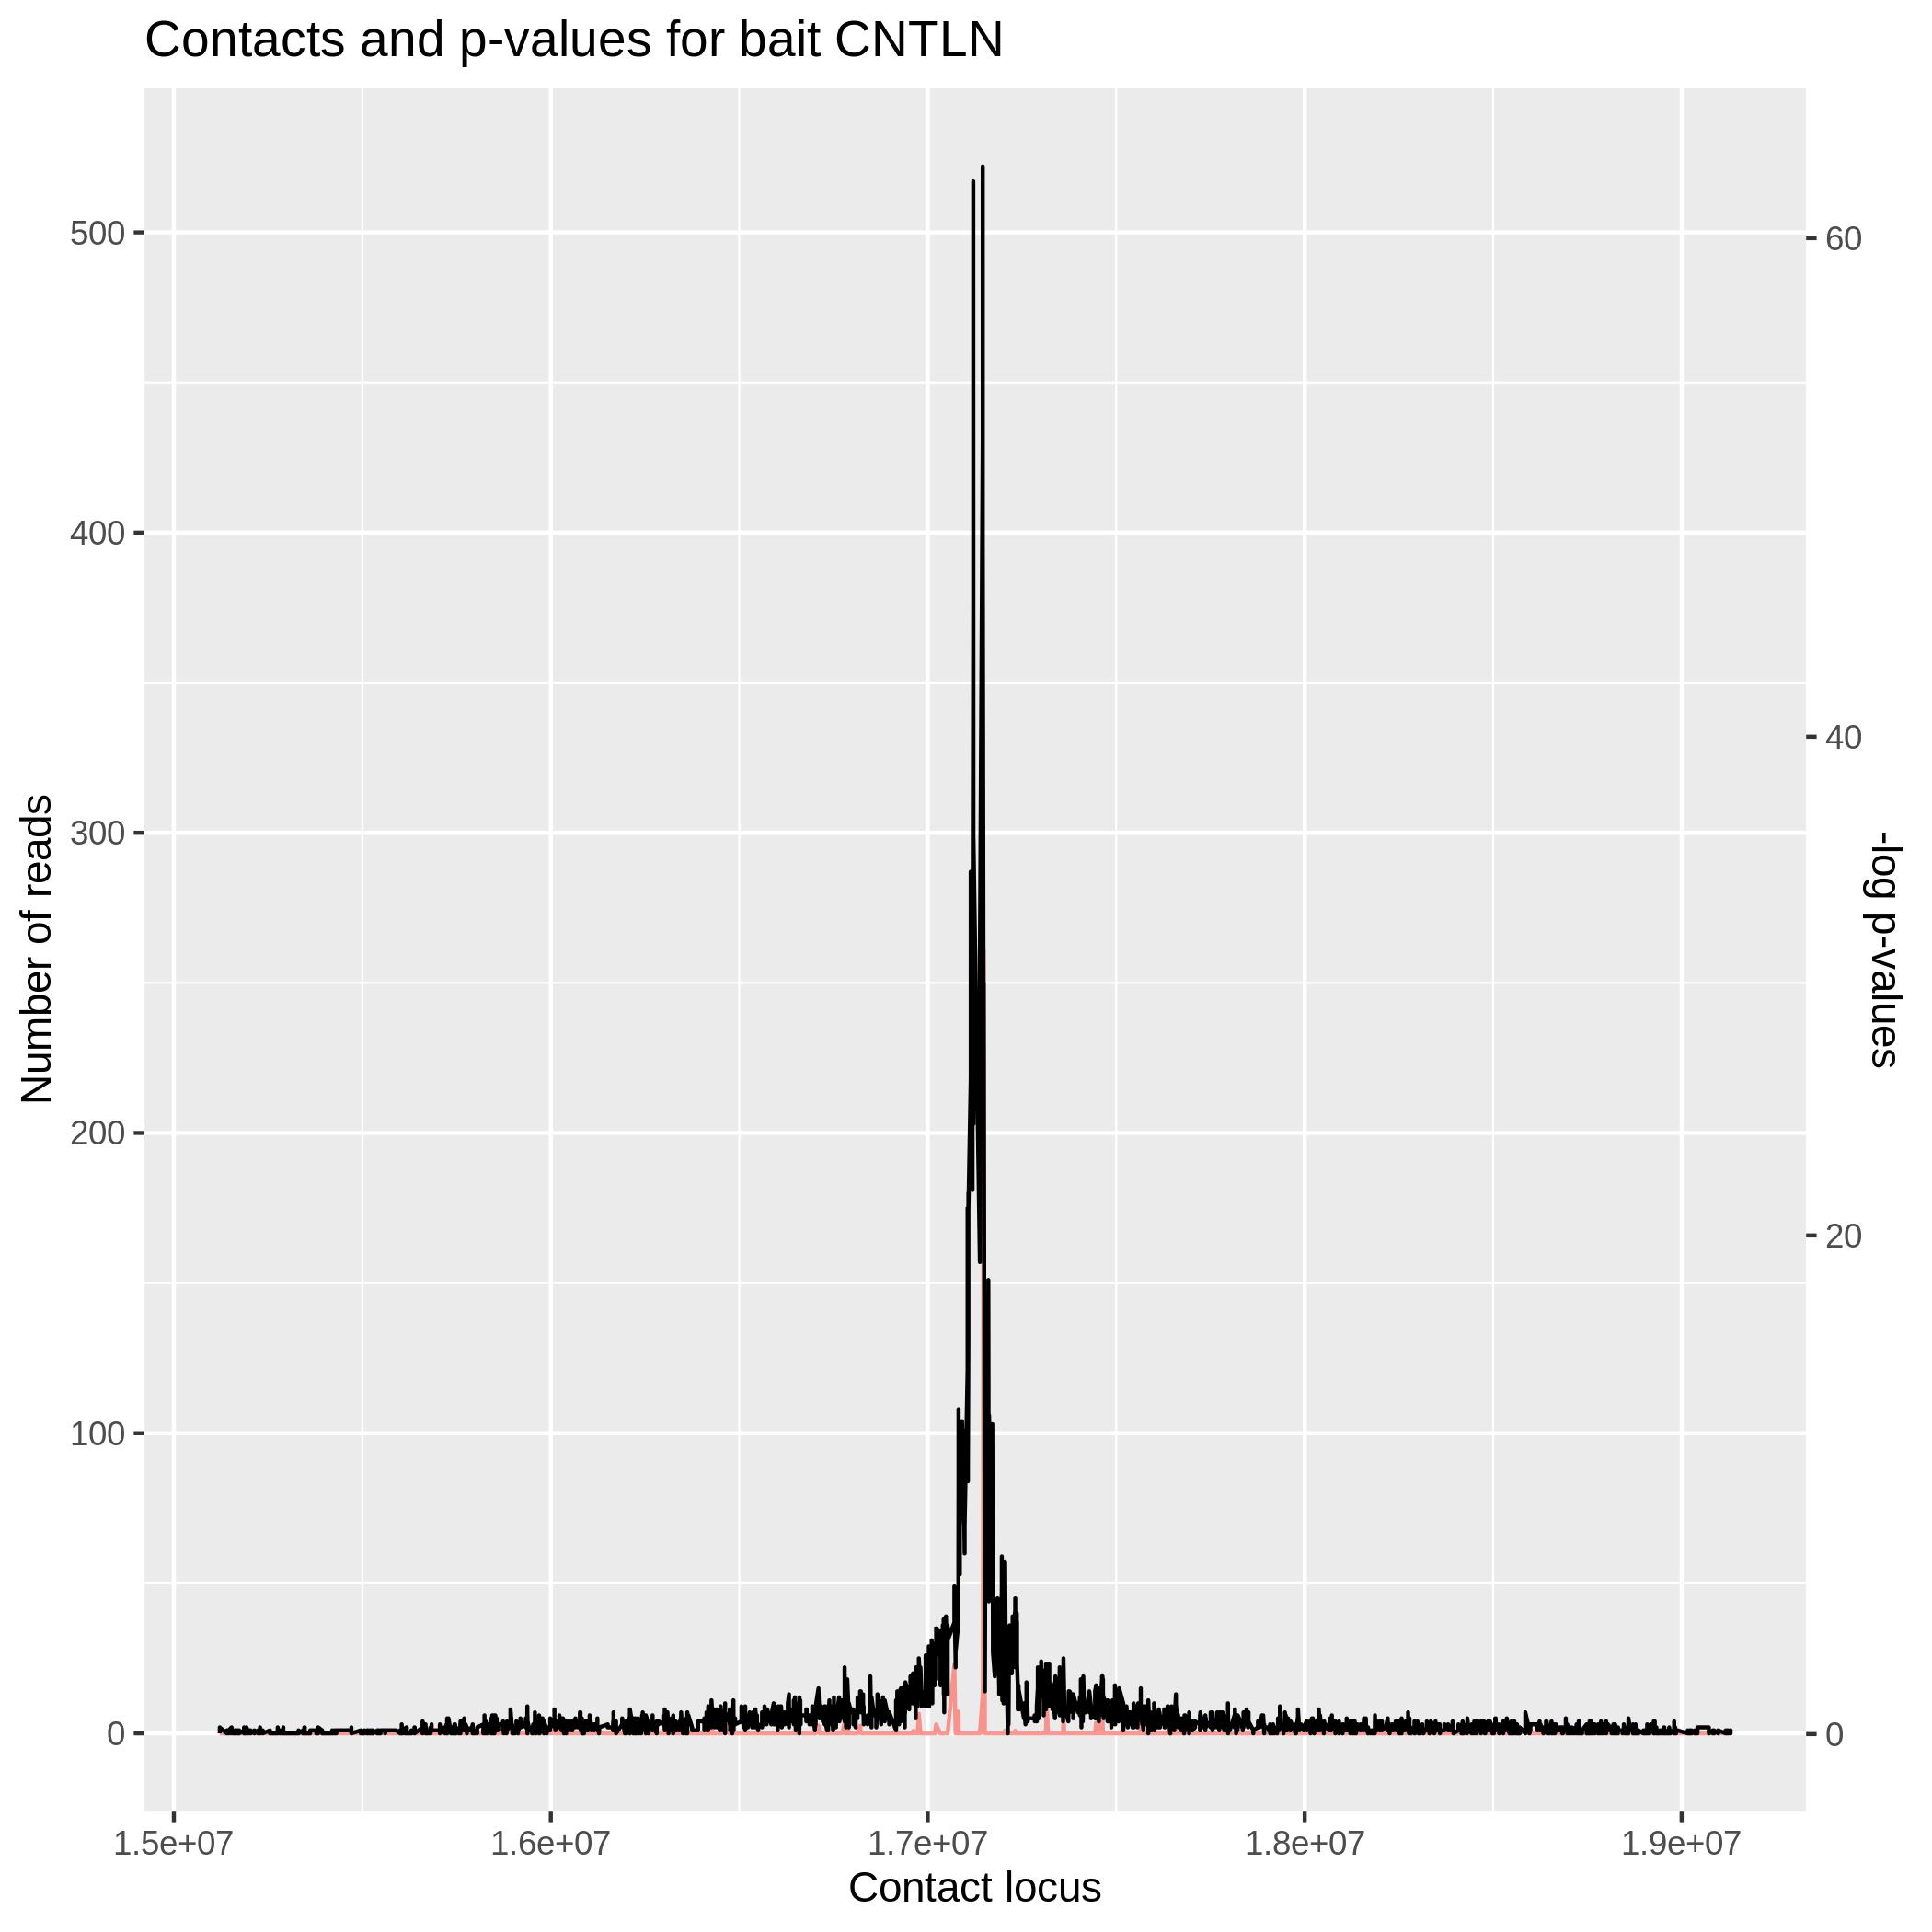 Contacts and p-values for bait CNTLN
500
400
300
200
100
0
Number of reads
60
40
20
0
-log p-values
1.5e+07
1.6e+07
1.7e+07
1.8e+07
1.9e+07
Contact locus